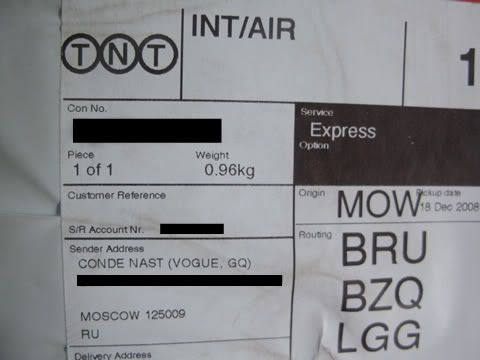 TNT
INT/AIR
1
Con No.
Piece
1 of 1
Weight
0.96kg
Customer Reference
S/R Account Nr.
Sender Address
CONDE NAST (VOGUE, GQ)
MOSCOW 125009
RU
Delivery Address
Service
Express
Option
Origin
MOW
Pickup date
18 Dec 2008
Routing
BRU
BZQ
LGG